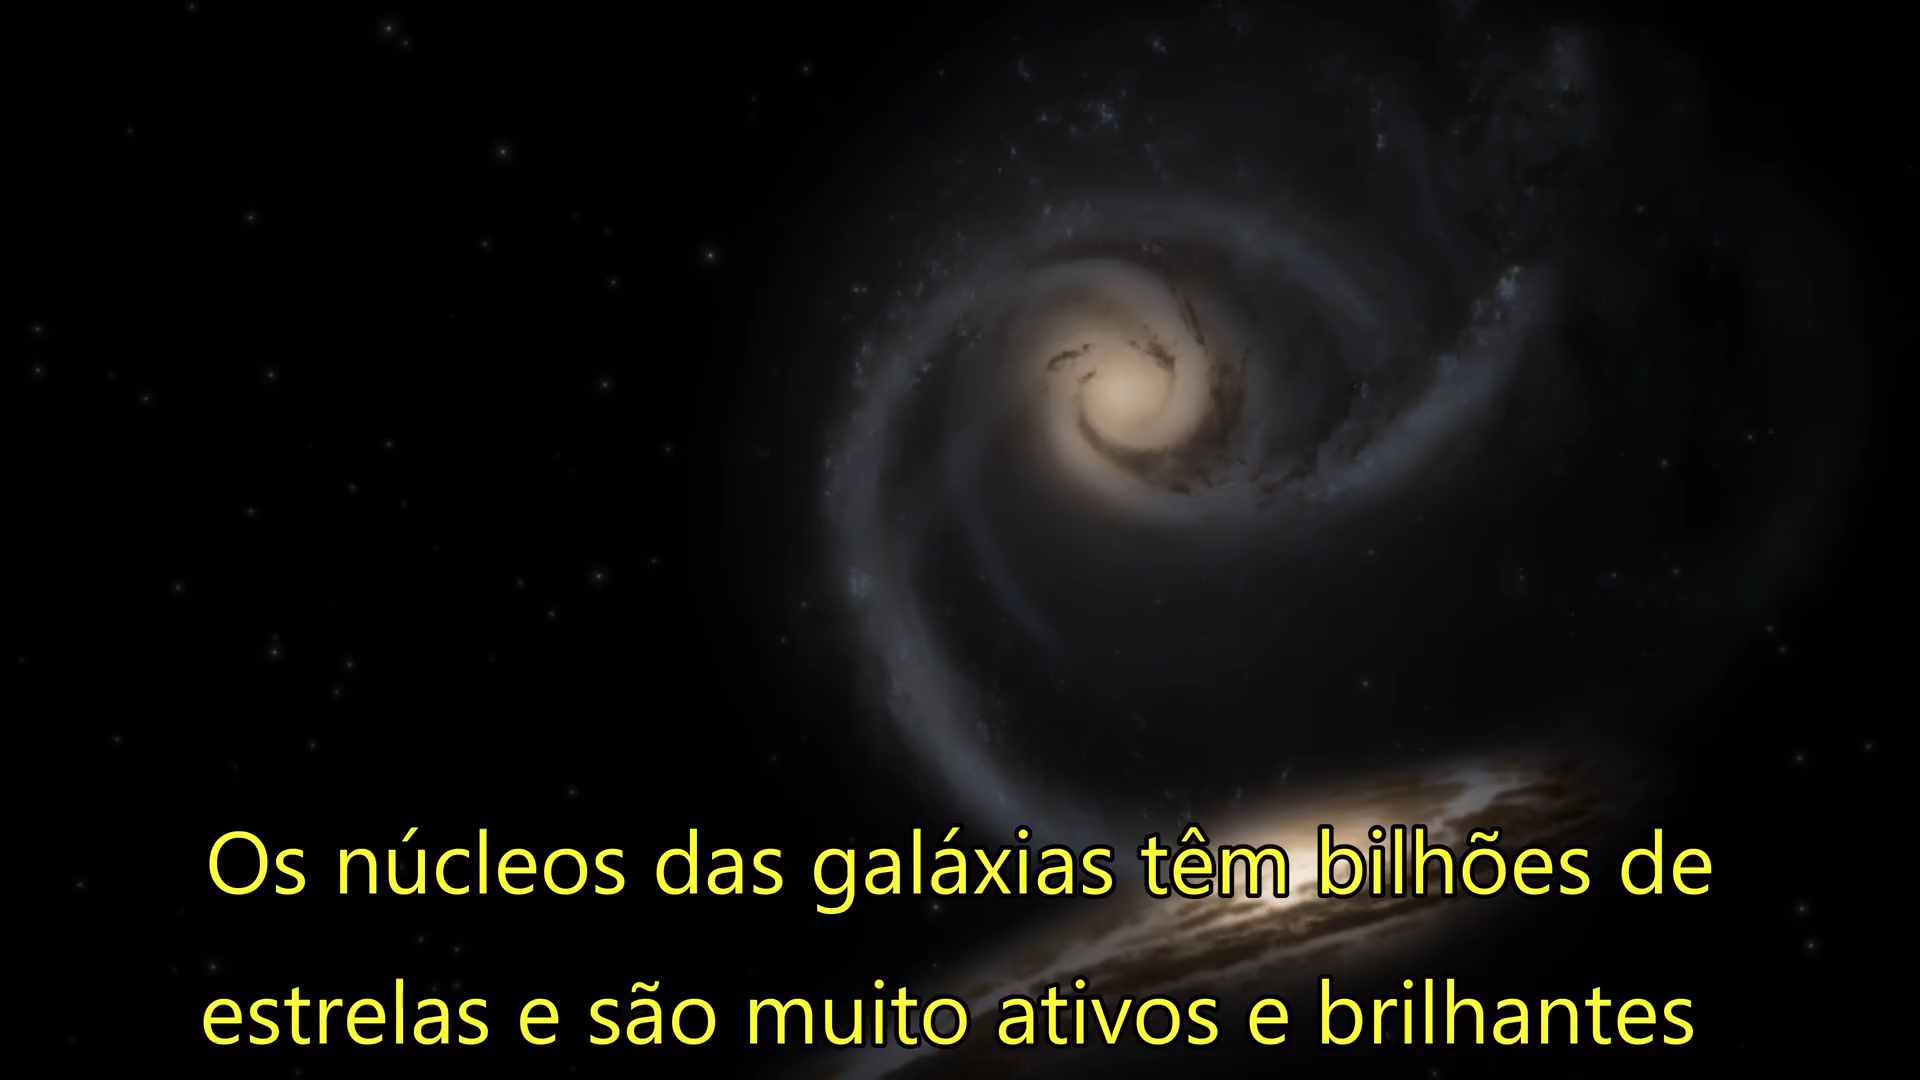 Os núcleos das galáxias têm bilhões de
estrelas e são muito ativos e brilhantes